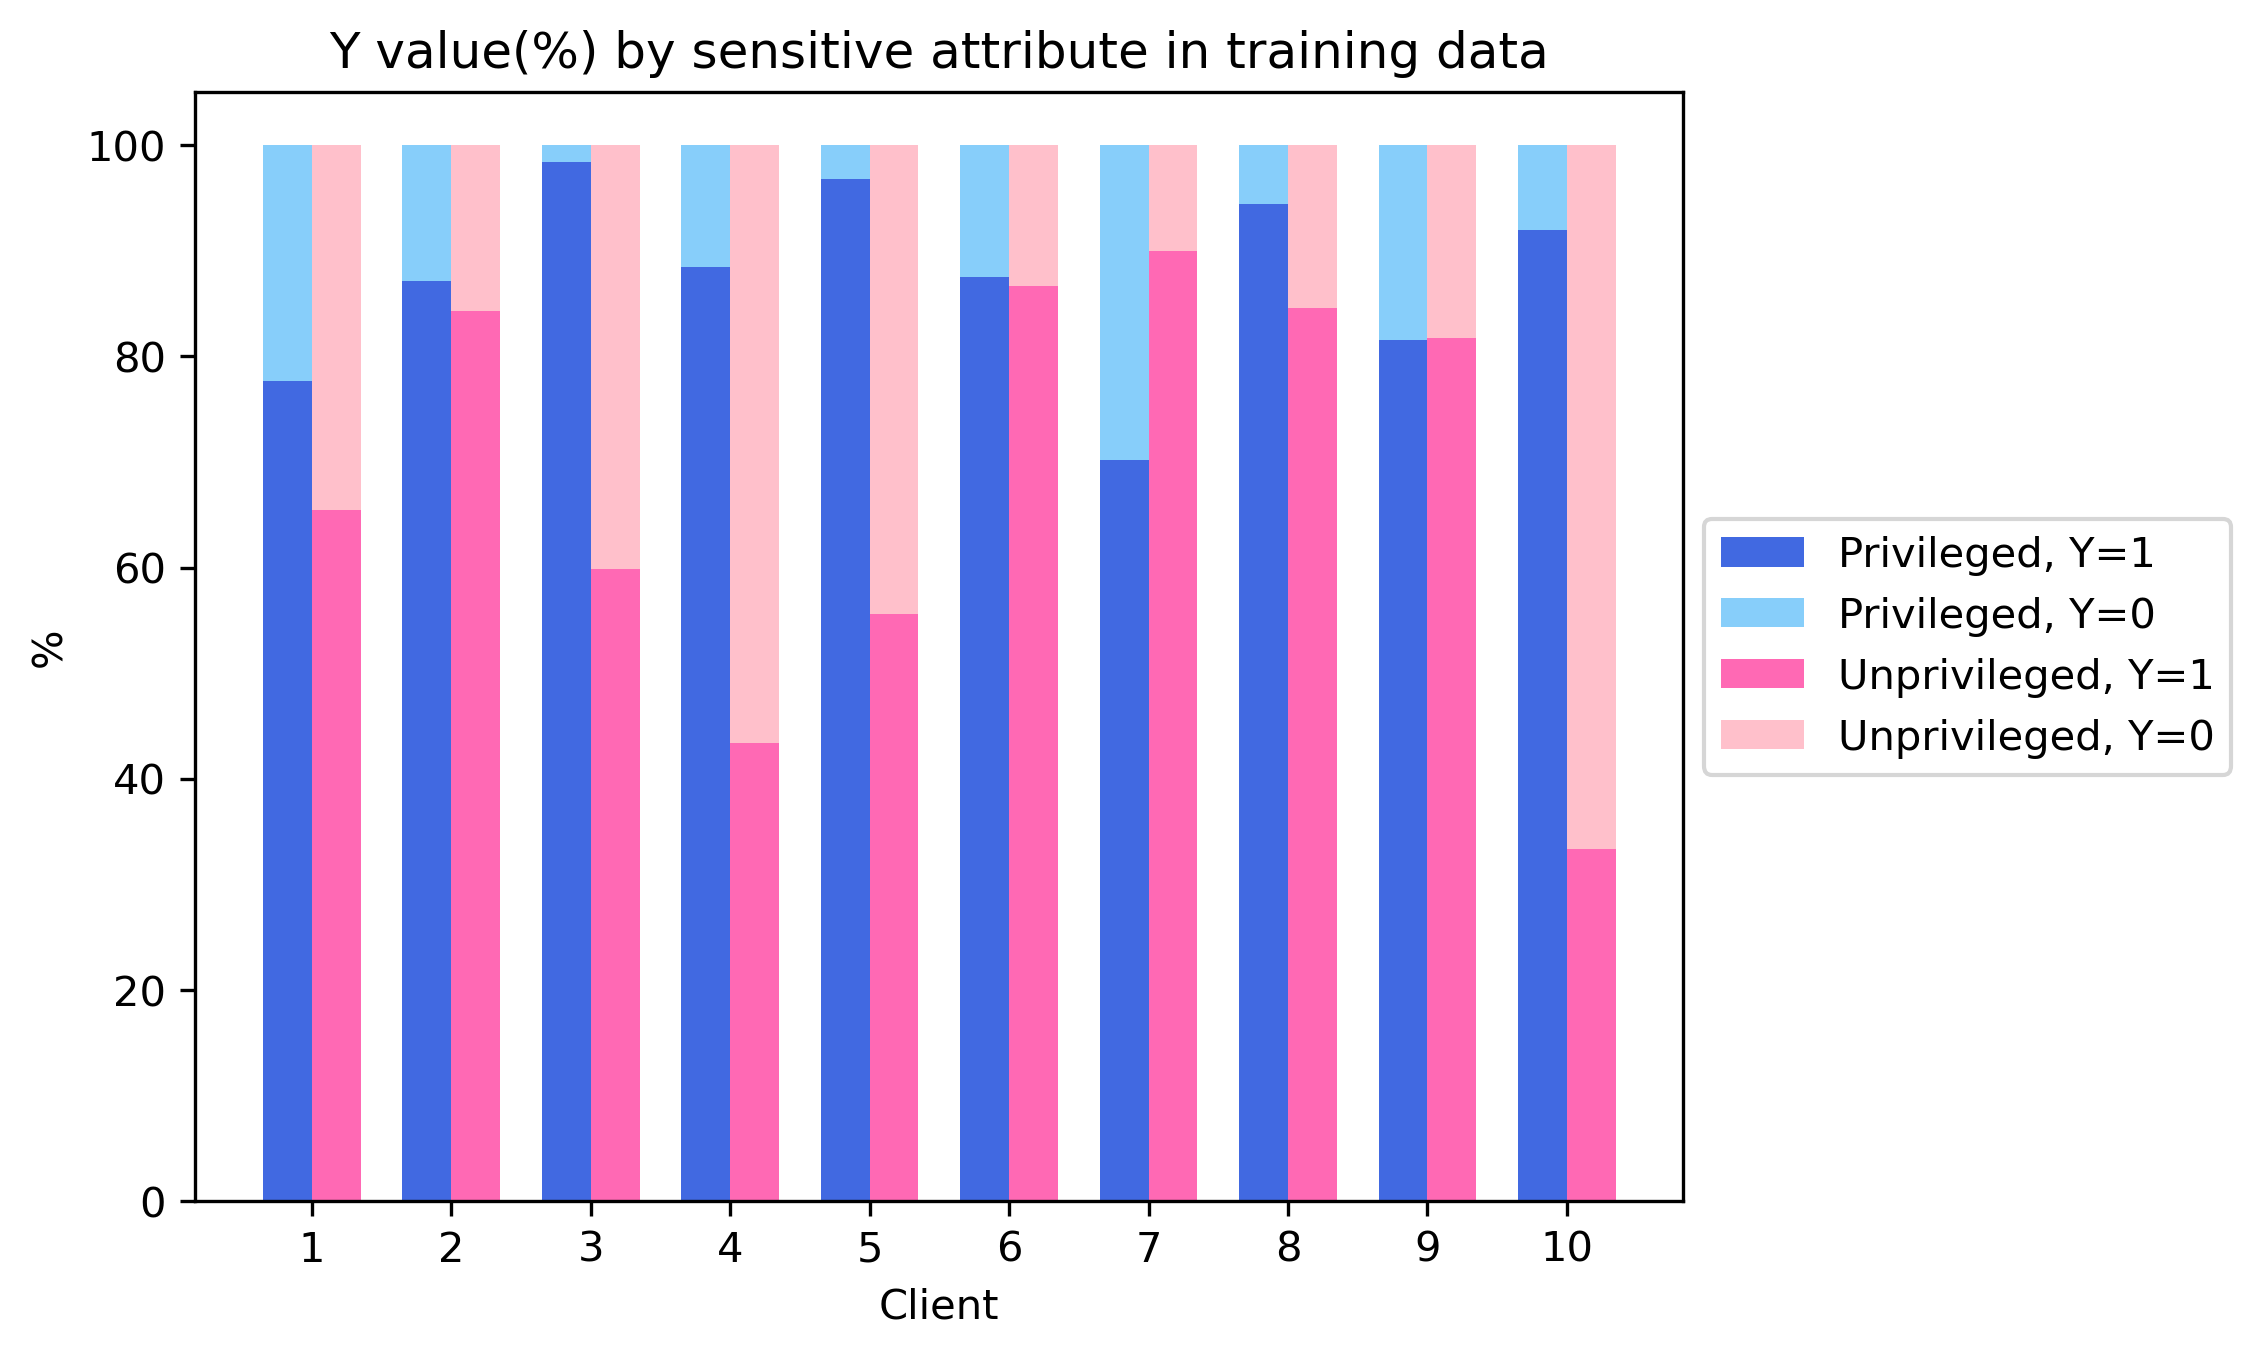 Y value(%) by sensitive attribute in training data
100
80
60
40
20
0
%
1 2 3 4 5 6 7 8 9 10
Client
Privileged, Y=1
Privileged, Y=0
Unprivileged, Y=1
Unprivileged, Y=0